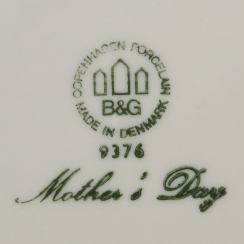 COPENHAGEN PORCELAIN
B&G
MADE IN DENMARK
9376
Mother's Day